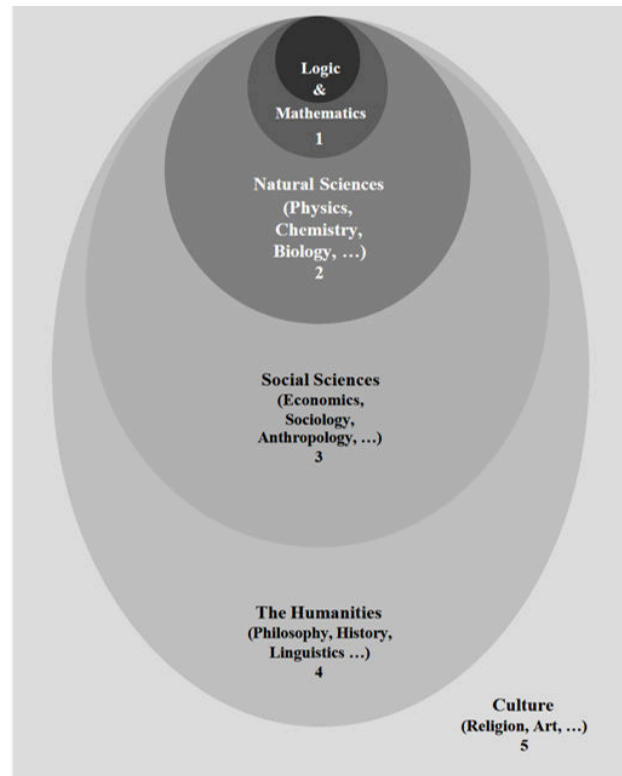 Logic
&
Mathematics
1
Natural Sciences
(Physics,
Chemistry,
Biology, …)
2
Social Sciences
(Economics,
Sociology,
Anthropology, …)
3
The Humanities
(Philosophy, History,
Linguistics …)
4
Culture
(Religion, Art, …)
5